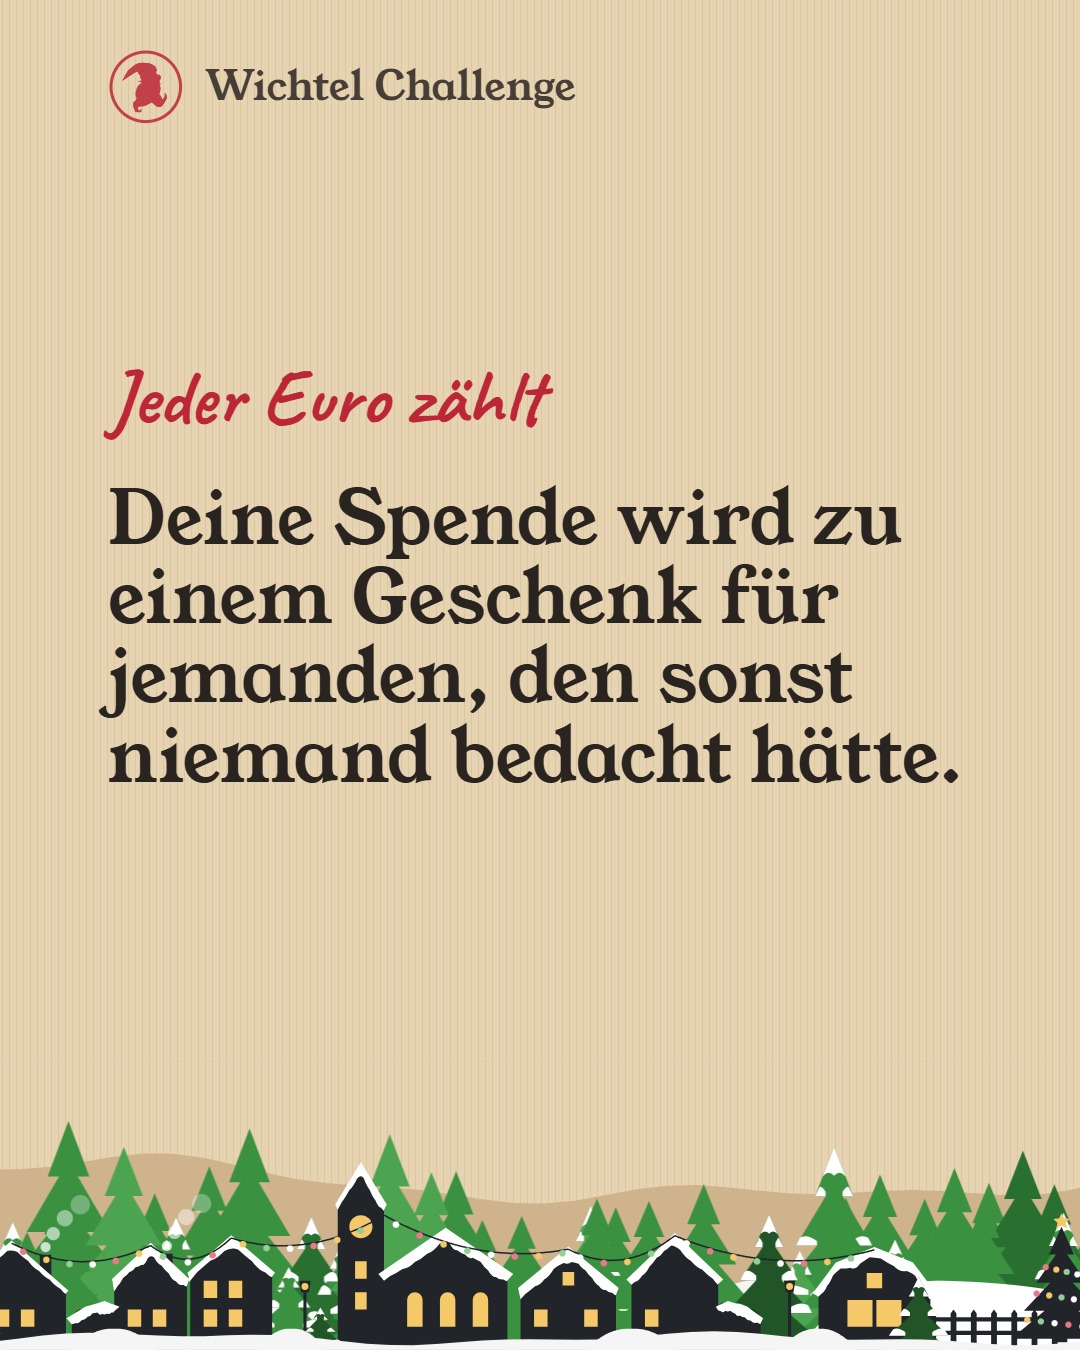 Wichtel Challenge
Jeder Euro zählt
Deine Spende wird zu
einem Geschenk für
jemanden, den sonst
niemand bedacht hätte.